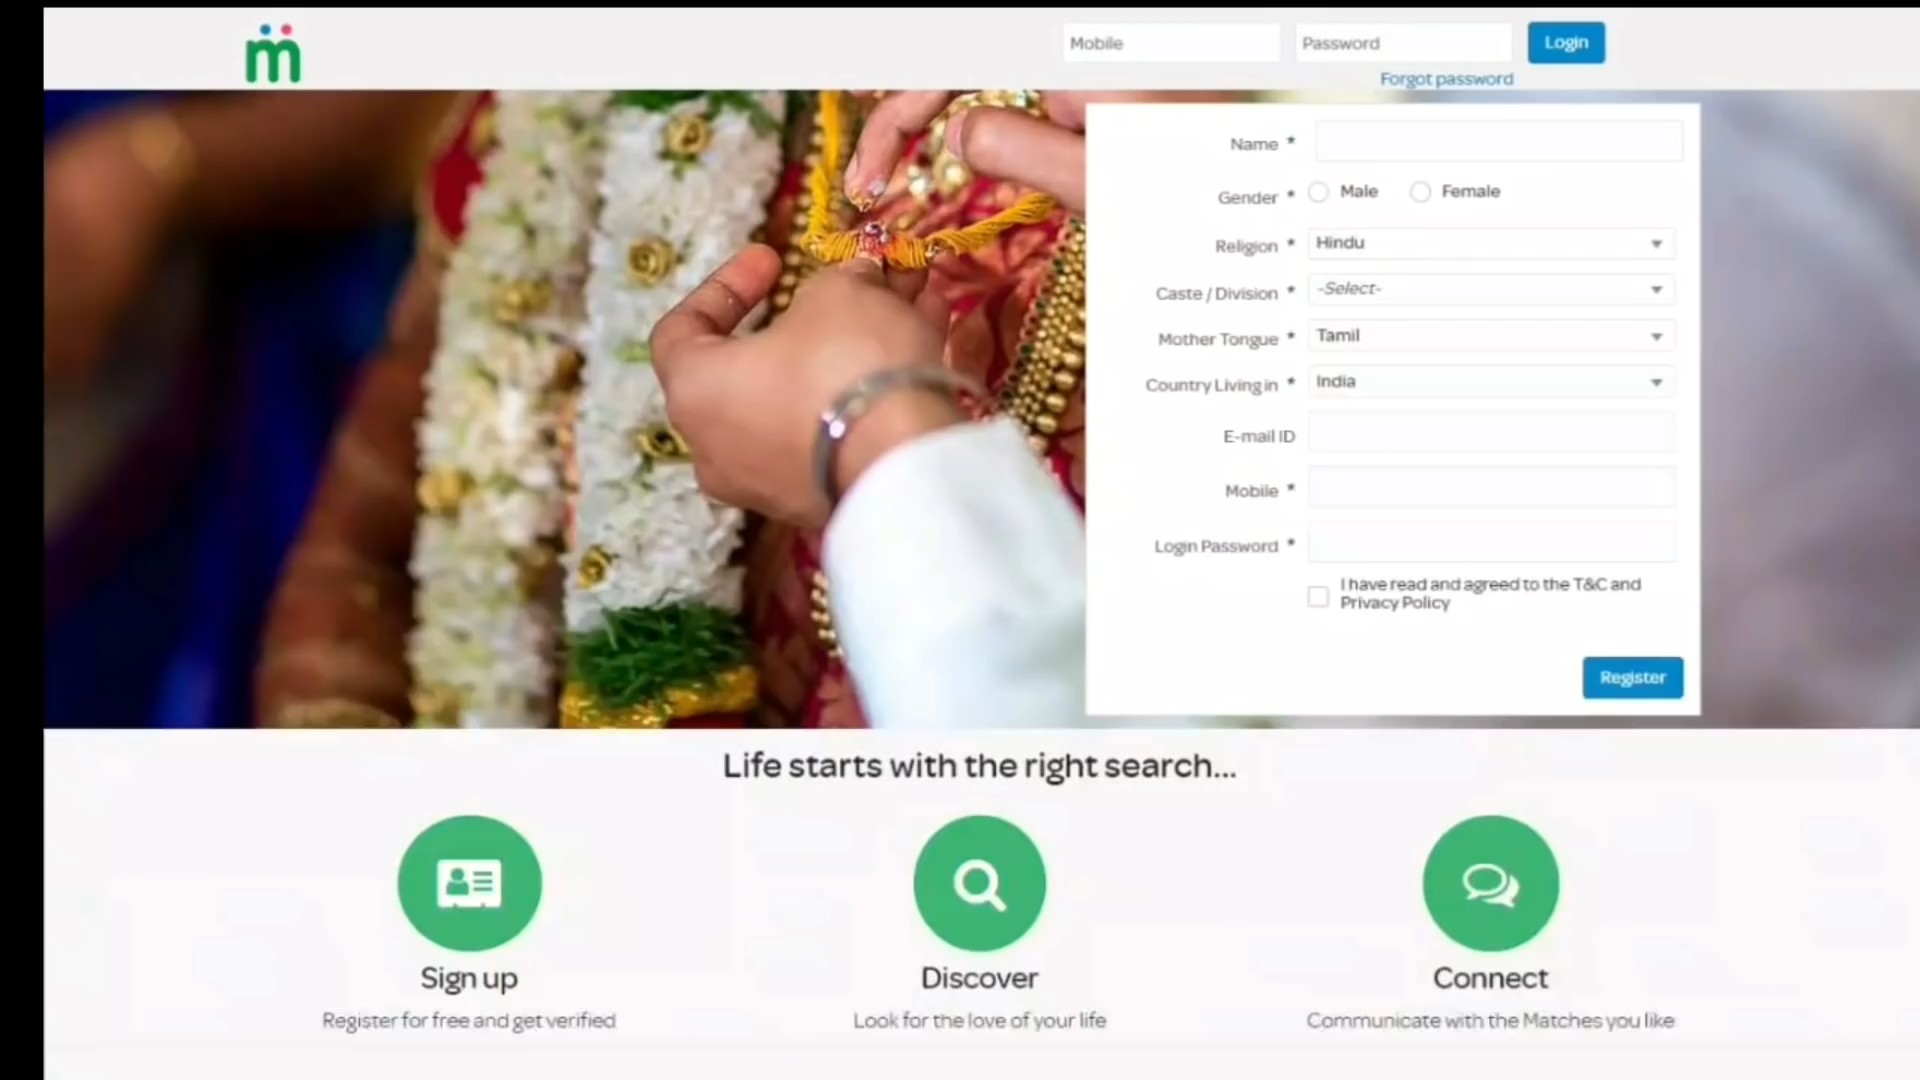 m
Mobile
Password
Login
Forgot password
Name *
Gender * Male Female
Religion * Hindu
Caste / Division * -Select-
Mother Tongue * Tamil
Country Living in * India
E-mail ID
Mobile *
Login Password *
I have read and agreed to the T&C and
Privacy Policy
Register
Life starts with the right search...
Sign up
Register for free and get verified
Discover
Look for the love of your life
Connect
Communicate with the Matches you like